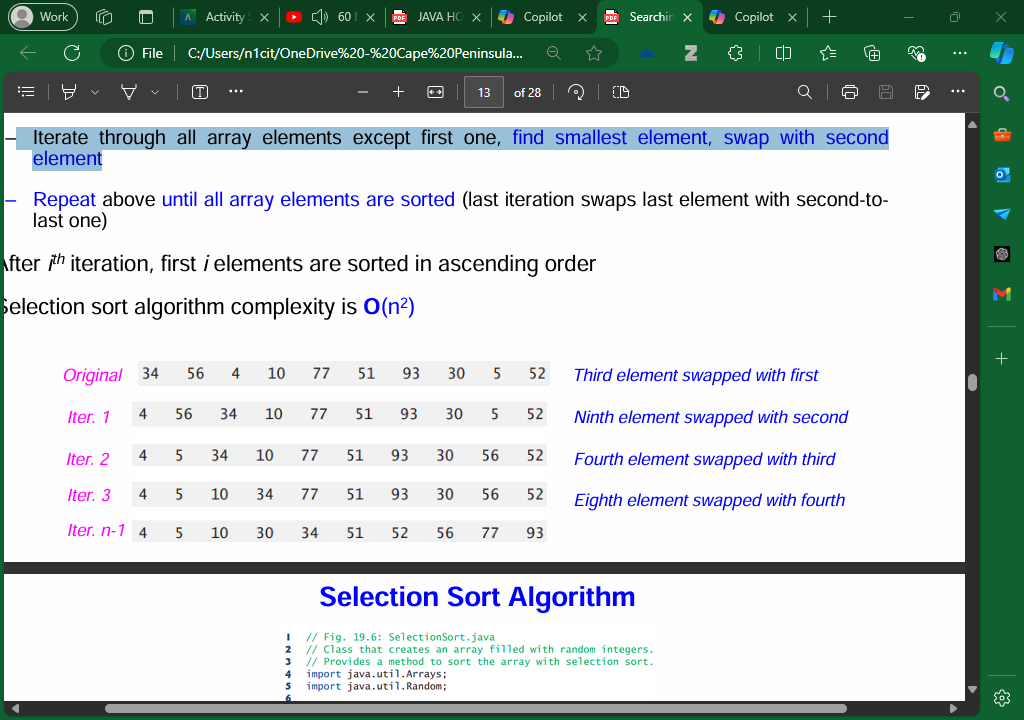 Work
Activity
60
JAVA HO
Copilot
Searchin
Copilot
File
C:/Users/n1cit/OneDrive%20-%20Cape%20Peninsula...
13 of 28
– Iterate through all array elements except first one, find smallest element, swap with second
element
– Repeat above until all array elements are sorted (last iteration swaps last element with second-to-
last one)
After ith iteration, first i elements are sorted in ascending order
Selection sort algorithm complexity is O(n²)
Original 34 56 4 10 77 51 93 30 5 52 Third element swapped with first
Iter. 1 4 56 34 10 77 51 93 30 5 52 Ninth element swapped with second
Iter. 2 4 5 34 10 77 51 93 30 56 52 Fourth element swapped with third
Iter. 3 4 5 10 34 77 51 93 30 56 52 Eighth element swapped with fourth
Iter. n-1 4 5 10 30 34 51 52 56 77 93
Selection Sort Algorithm
1 // Fig. 19.6: SelectionSort.java
2 // Class that creates an array filled with random integers.
3 // Provides a method to sort the array with selection sort.
4 import java.util.Arrays;
5 import java.util.Random;
6